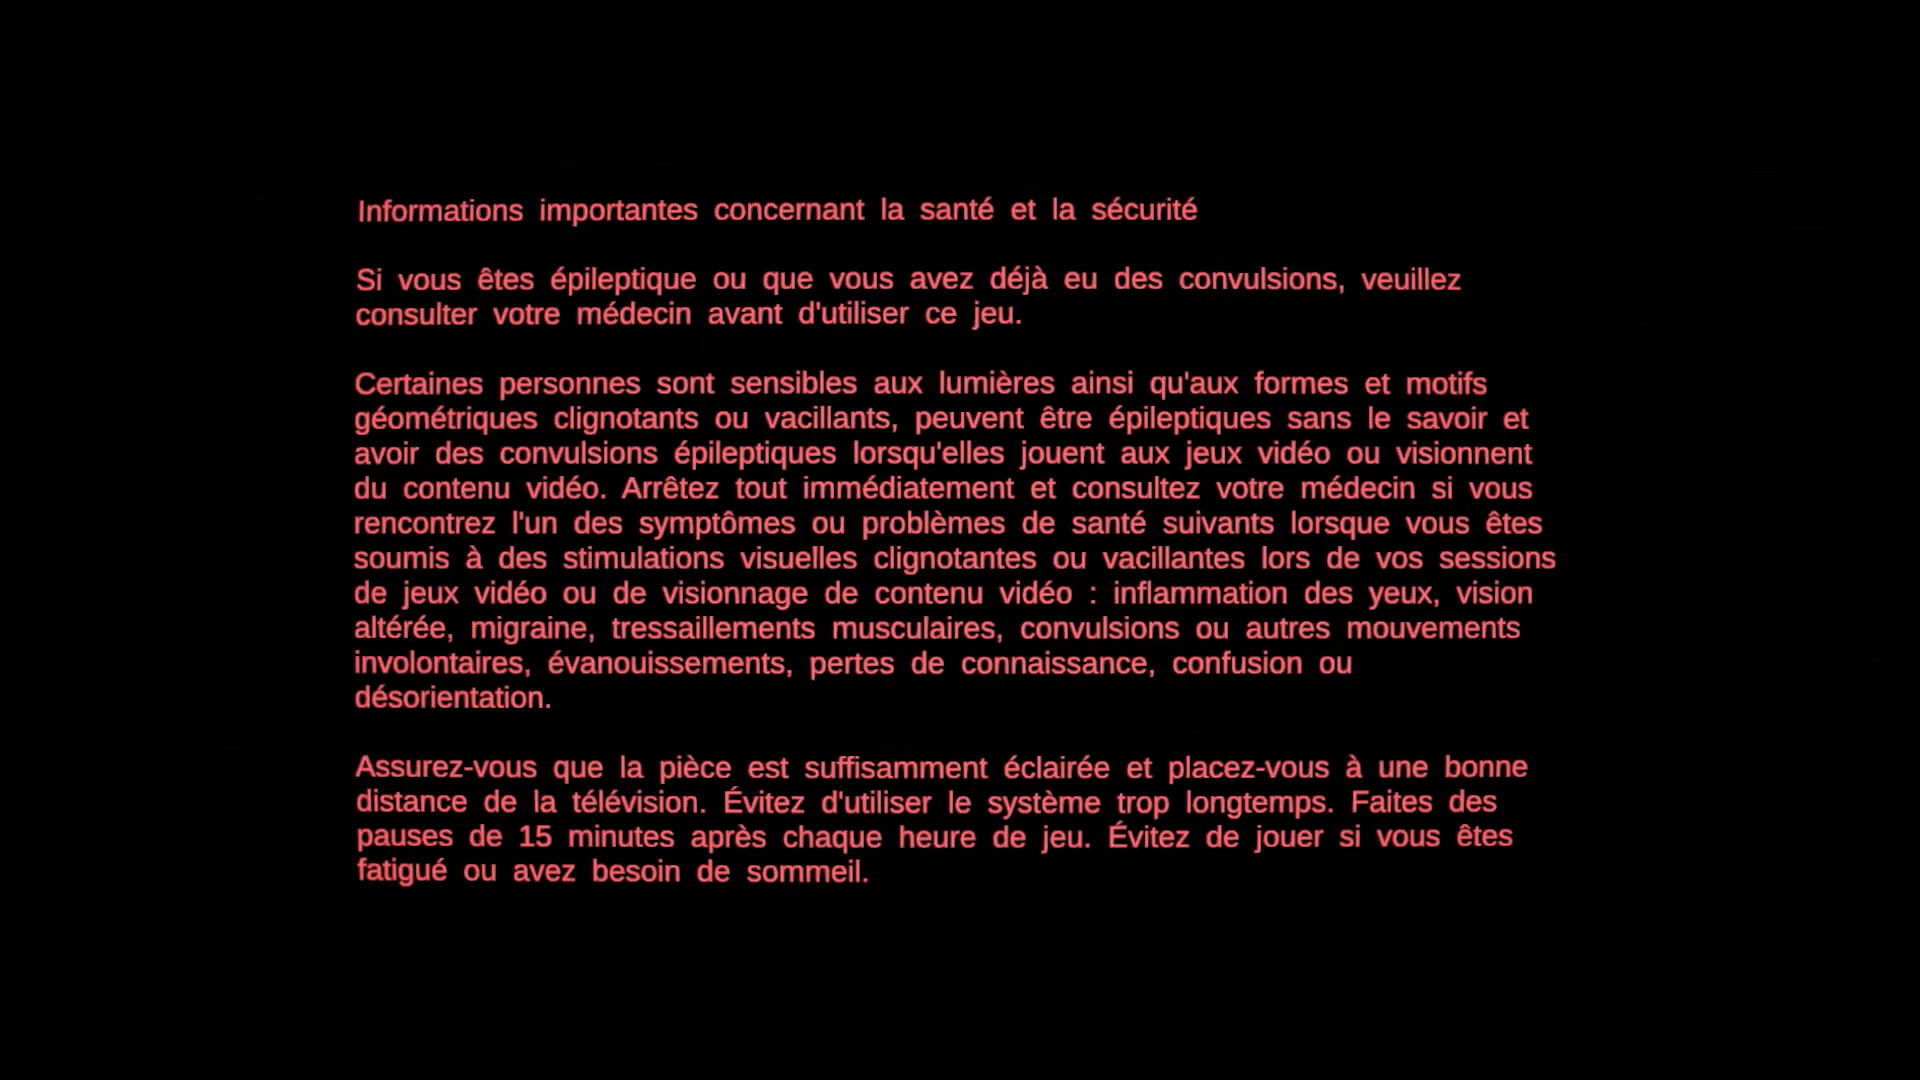 Informations importantes concernant la santé et la sécurité
Si vous êtes épileptique ou que vous avez déjà eu des convulsions, veuillez
consulter votre médecin avant d'utiliser ce jeu.
Certaines personnes sont sensibles aux lumières ainsi qu'aux formes et motifs
géométriques clignotants ou vacillants, peuvent être épileptiques sans le savoir et
avoir des convulsions épileptiques lorsqu'elles jouent aux jeux vidéo ou visionnent
du contenu vidéo. Arrêtez tout immédiatement et consultez votre médecin si vous
rencontrez l'un des symptômes ou problèmes de santé suivants lorsque vous êtes
soumis à des stimulations visuelles clignotantes ou vacillantes lors de vos sessions
de jeux vidéo ou de visionnage de contenu vidéo : inflammation des yeux, vision
altérée, migraine, tressaillements musculaires, convulsions ou autres mouvements
involontaires, évanouissements, pertes de connaissance, confusion ou
désorientation.
Assurez-vous que la pièce est suffisamment éclairée et placez-vous à une bonne
distance de la télévision. Évitez d'utiliser le système trop longtemps. Faites des
pauses de 15 minutes après chaque heure de jeu. Évitez de jouer si vous êtes
fatigué ou avez besoin de sommeil.